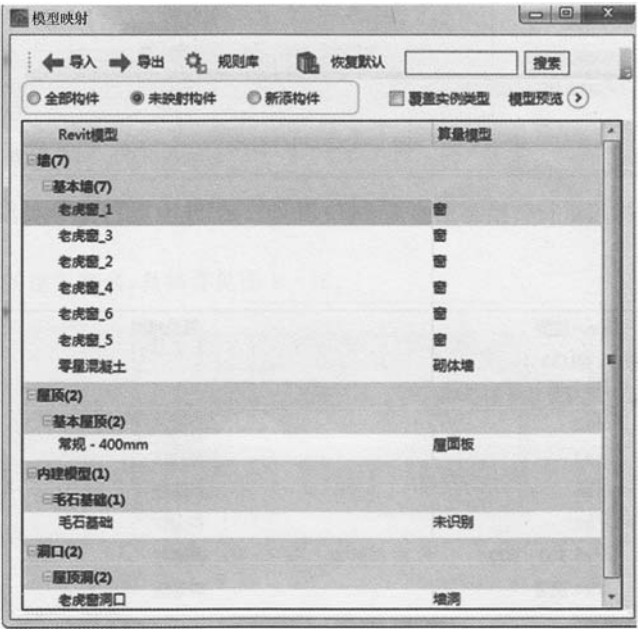 模型映射
导入 导出 规则库 恢复默认 搜索
全部构件 未映射构件 新添构件 覆盖实例类型 模型预览
Revit模型 算量模型
墙(7)
基本墙(7)
老虎窗_1 窗
老虎窗_3 窗
老虎窗_2 窗
老虎窗_4 窗
老虎窗_6 窗
老虎窗_5 窗
零星混凝土 砌体墙
屋顶(2)
基本屋顶(2)
常规 - 400mm 屋面板
内建模型(1)
毛石基础(1)
毛石基础 未识别
洞口(2)
屋顶洞(2)
老虎窗洞口 墙洞